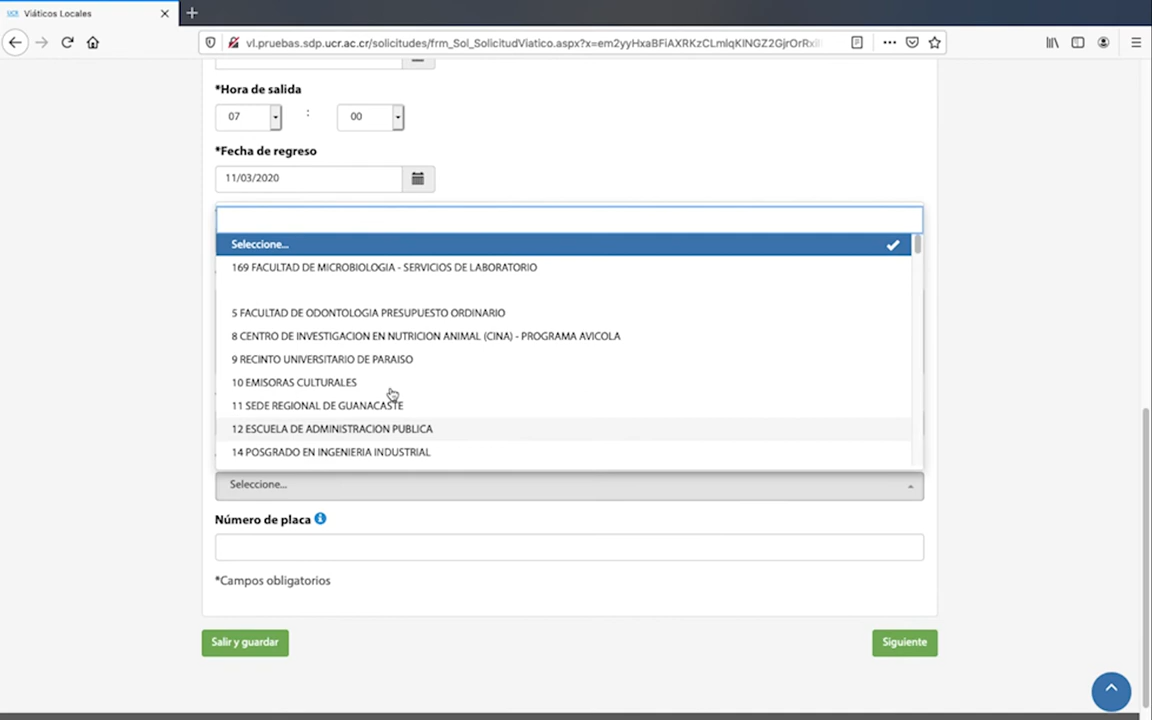 UCR Viáticos Locales
vl.pruebas.sdp.ucr.ac.cr/solicitudes/frm_Sol_SolicitudViatico.aspx?x=em2yyHxaBFiAXRKzCLmlqKlNGZ2GjrOrRxi
*Hora de salida
07 : 00
*Fecha de regreso
11/03/2020
Seleccione...
169 FACULTAD DE MICROBIOLOGIA - SERVICIOS DE LABORATORIO
5 FACULTAD DE ODONTOLOGIA PRESUPUESTO ORDINARIO
8 CENTRO DE INVESTIGACION EN NUTRICION ANIMAL (CINA) - PROGRAMA AVICOLA
9 RECINTO UNIVERSITARIO DE PARAISO
10 EMISORAS CULTURALES
11 SEDE REGIONAL DE GUANACASTE
12 ESCUELA DE ADMINISTRACION PUBLICA
14 POSGRADO EN INGENIERIA INDUSTRIAL
Seleccione...
Número de placa
*Campos obligatorios
Salir y guardar
Siguiente